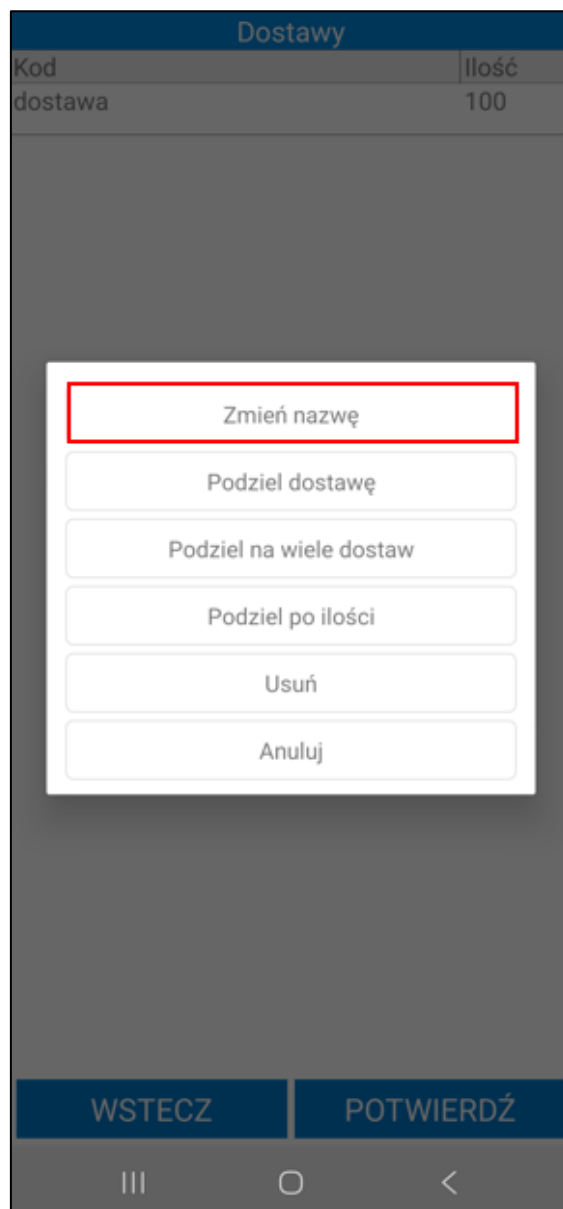 Dostawy
Kod Ilość
dostawa 100
Zmień nazwę
Podziel dostawę
Podziel na wiele dostaw
Podziel po ilości
Usuń
Anuluj
WSTECZ POTWIERDŹ